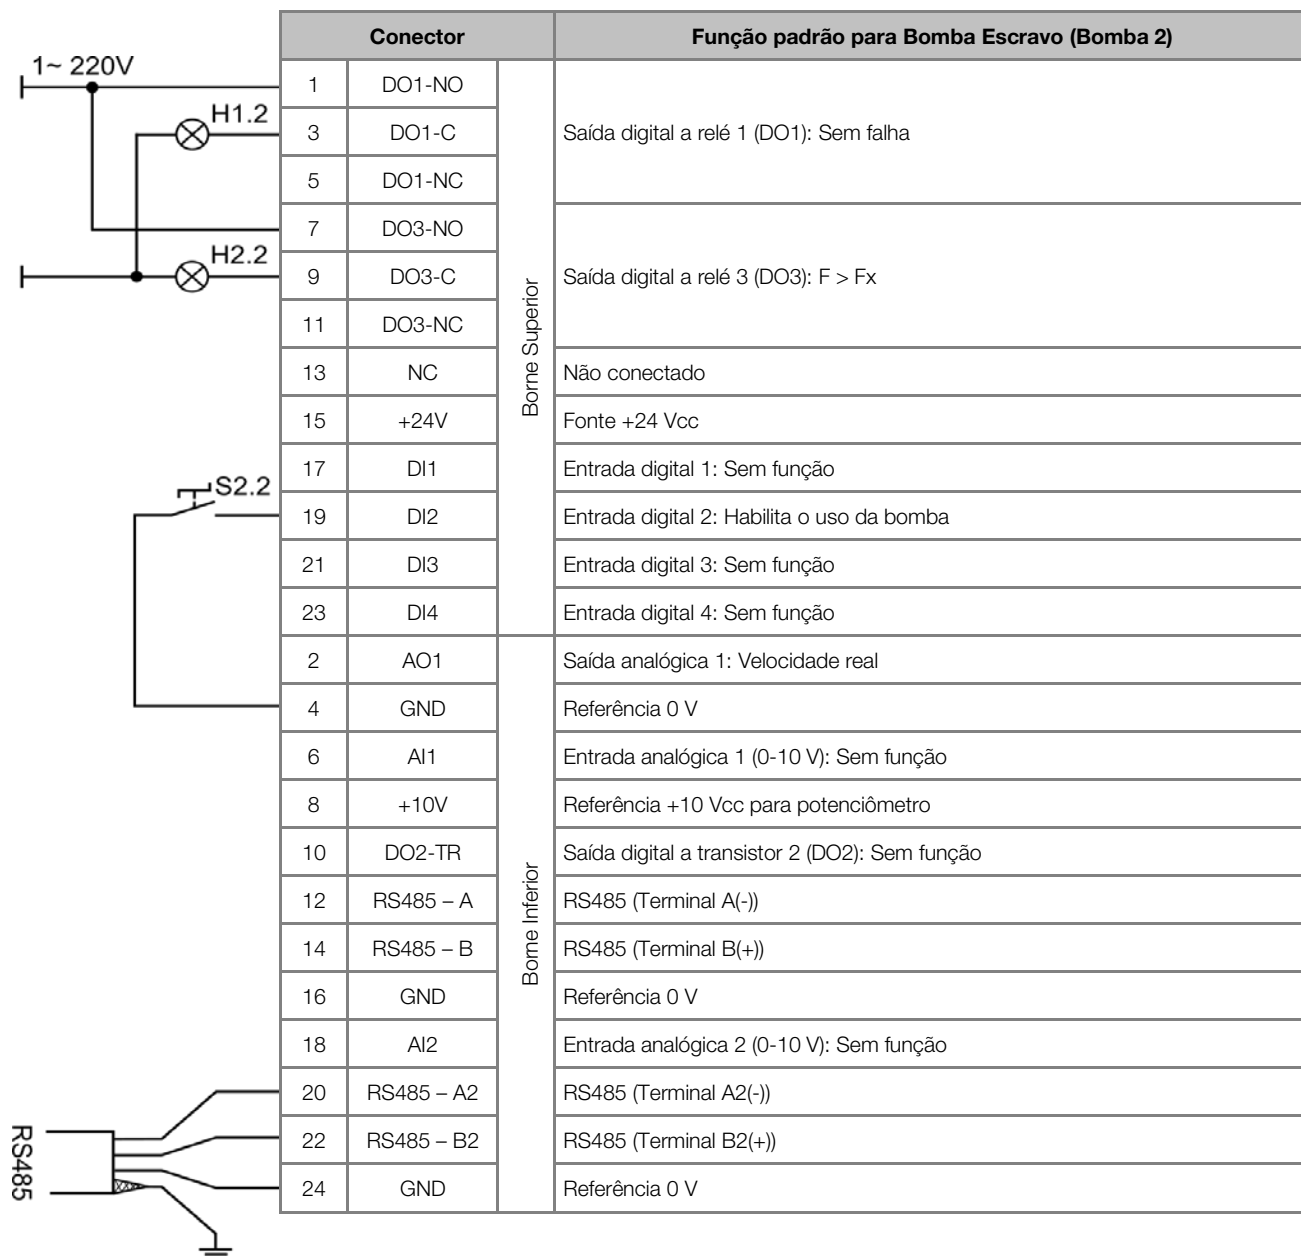 Conector Função padrão para Bomba Escravo (Bomba 2)
1~ 220V
H1.2
H2.2
S2.2
RS485
1 DO1-NO
3 DO1-C Saída digital a relé 1 (DO1): Sem falha
5 DO1-NC
7 DO3-NO
9 DO3-C Saída digital a relé 3 (DO3): F > Fx
11 DO3-NC
Borne Superior
13 NC Não conectado
15 +24V Fonte +24 Vcc
17 DI1 Entrada digital 1: Sem função
19 DI2 Entrada digital 2: Habilita o uso da bomba
21 DI3 Entrada digital 3: Sem função
23 DI4 Entrada digital 4: Sem função
2 AO1 Saída analógica 1: Velocidade real
4 GND Referência 0 V
6 AI1 Entrada analógica 1 (0-10 V): Sem função
8 +10V Referência +10 Vcc para potenciômetro
10 DO2-TR Saída digital a transistor 2 (DO2): Sem função
Borne Inferior
12 RS485 – A RS485 (Terminal A(-))
14 RS485 – B RS485 (Terminal B(+))
16 GND Referência 0 V
18 AI2 Entrada analógica 2 (0-10 V): Sem função
20 RS485 – A2 RS485 (Terminal A2(-))
22 RS485 – B2 RS485 (Terminal B2(+))
24 GND Referência 0 V